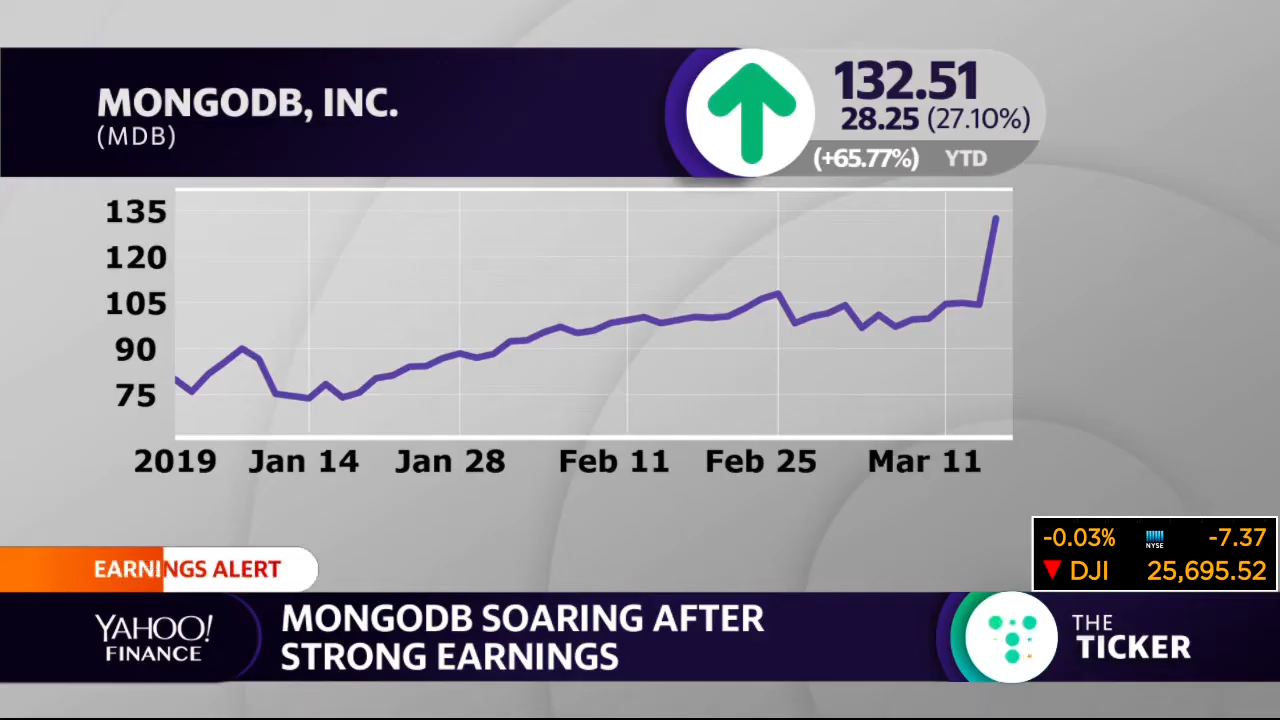 MONGODB, INC.
(MDB)
132.51
28.25 (27.10%)
(+65.77%) YTD
135
120
105
90
75
2019 Jan 14 Jan 28 Feb 11 Feb 25 Mar 11
-0.03% NYSE -7.37
DJI 25,695.52
EARNINGS ALERT
YAHOO!
FINANCE
MONGODB SOARING AFTER
STRONG EARNINGS
THE
TICKER